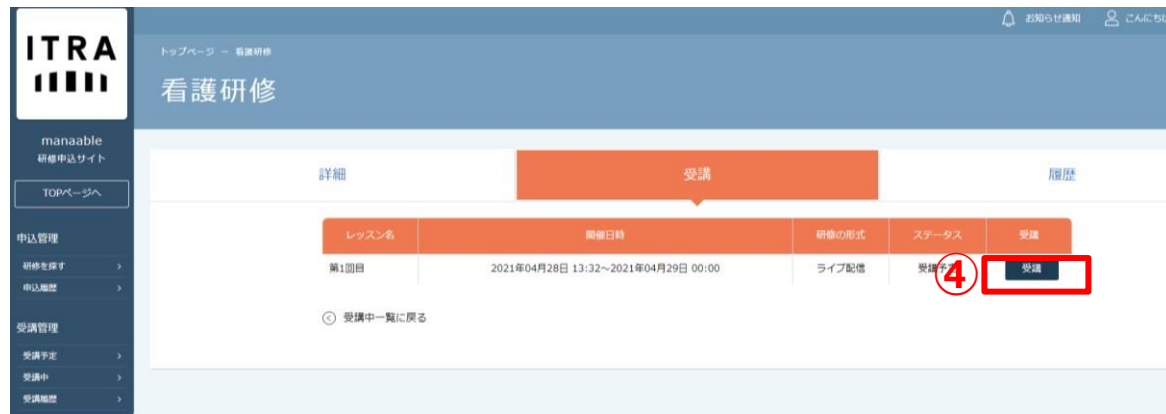 お知らせ通知
こんにちは
ITRA
トップページ － 看護研修
看護研修
manaable
研修申込サイト
TOPページへ
詳細
受講
履歴
申込管理
研修を探す
申込履歴
受講管理
受講予定
受講中
受講履歴
レッスン名 開催日時 研修の形式 ステータス 受講
第1回目 2021年04月28日 13:32～2021年04月29日 00:00 ライブ配信 受講予定 ④ 受講
受講中一覧に戻る